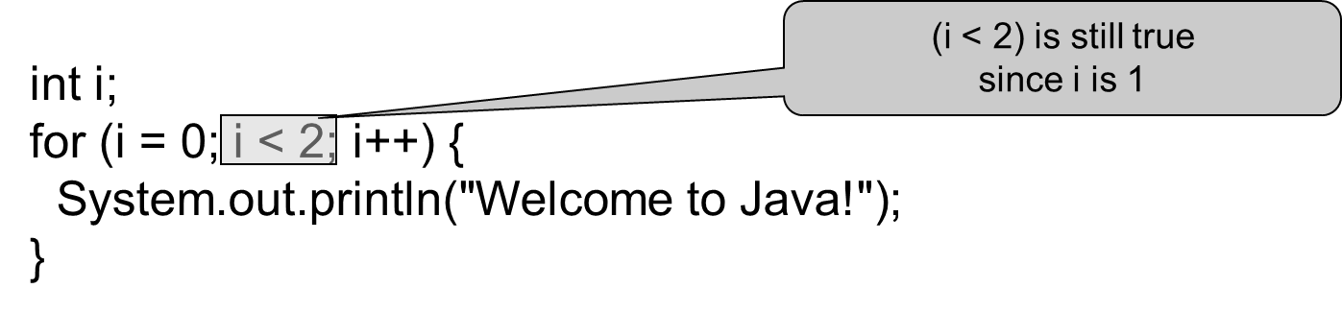 (i < 2) is still true
since i is 1
int i;
for (i = 0; i < 2; i++) {
System.out.println("Welcome to Java!");
}